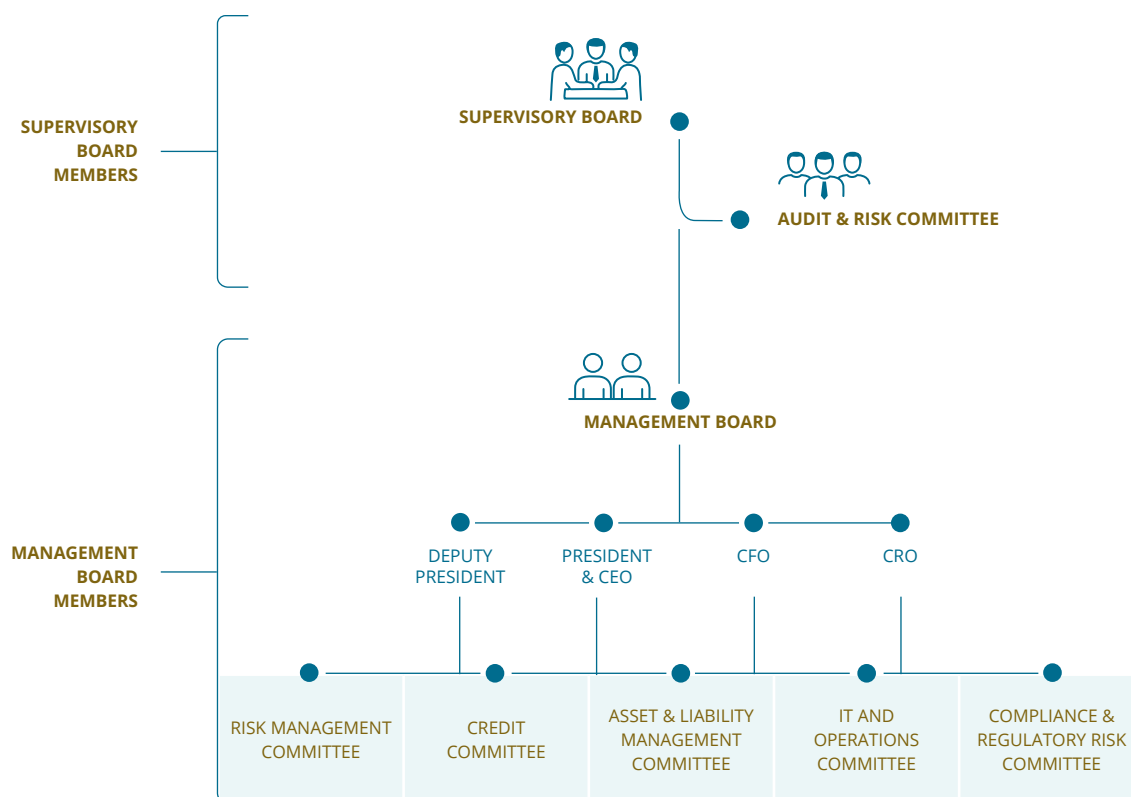 SUPERVISORY
BOARD
MEMBERS
SUPERVISORY BOARD
AUDIT & RISK COMMITTEE
MANAGEMENT
BOARD
MEMBERS
MANAGEMENT BOARD
DEPUTY
PRESIDENT
PRESIDENT
& CEO
CFO
CRO
RISK MANAGEMENT
COMMITTEE
CREDIT
COMMITTEE
ASSET & LIABILITY
MANAGEMENT
COMMITTEE
IT AND
OPERATIONS
COMMITTEE
COMPLIANCE &
REGULATORY RISK
COMMITTEE